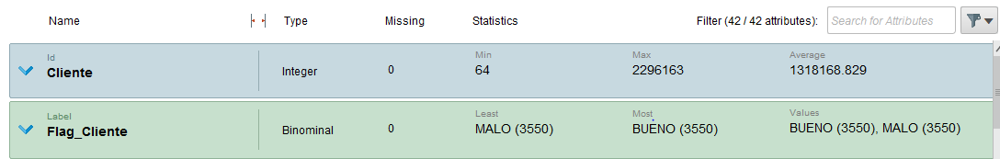 Name Type Missing Statistics Filter (42 / 42 attributes): Search for Attributes
Id Min Max Average
Cliente Integer 0 64 2296163 1318168.829
Label Least Most Values
Flag_Cliente Binominal 0 MALO (3550) BUENO (3550) BUENO (3550), MALO (3550)